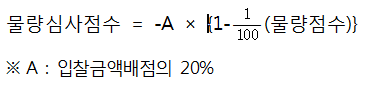 물량심사점수 = -A × {1-1/100(물량점수)}
※ A : 입찰금액배점의 20%